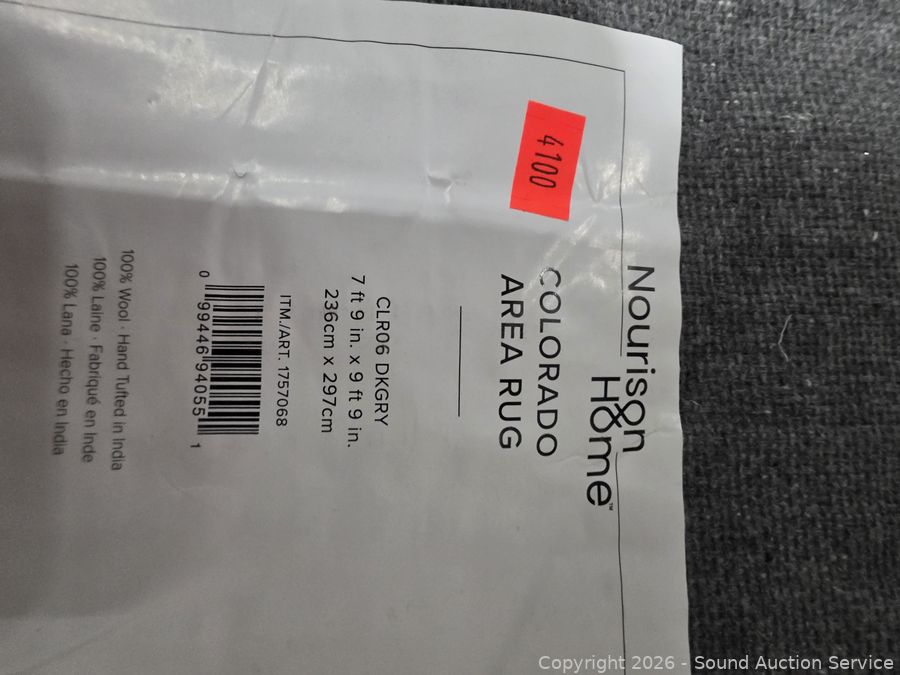 4100
Nourison
Home™
COLORADO
AREA RUG
CLR06 DKGRY
7 ft 9 in. x 9 ft 9 in.
236cm x 297cm
ITM./ART. 1757068
0 99446 94055 1
100% Wool · Hand Tufted in India
100% Laine · Fabriqué en Inde
100% Lana · Hecho en India
Copyright 2026 - Sound Auction Service